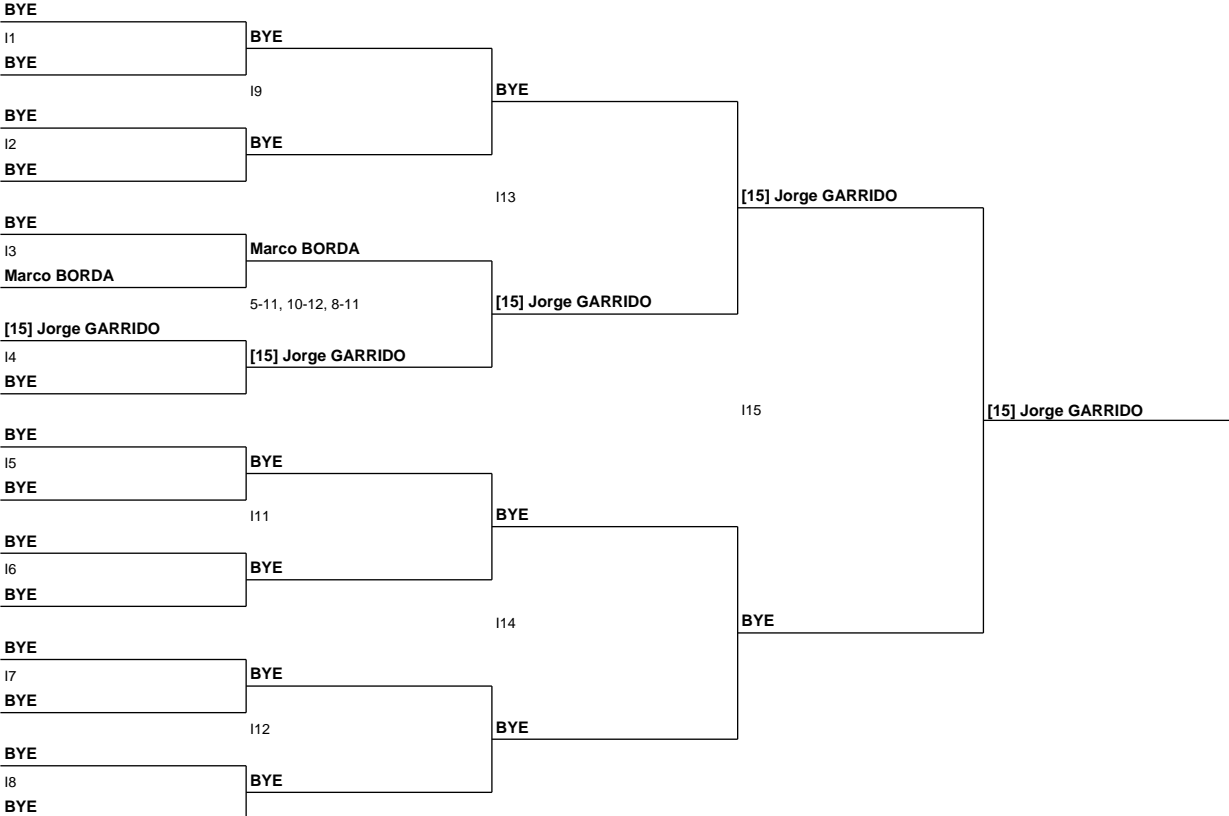 BYE
I1
BYE
BYE
I9
BYE
BYE
I2
BYE
BYE
I13
[15] Jorge GARRIDO
BYE
I3
Marco BORDA
Marco BORDA
5-11, 10-12, 8-11
[15] Jorge GARRIDO
[15] Jorge GARRIDO
I4
[15] Jorge GARRIDO
BYE
I15
[15] Jorge GARRIDO
BYE
I5
BYE
BYE
I11
BYE
BYE
I6
BYE
BYE
I14
BYE
BYE
I7
BYE
BYE
I12
BYE
BYE
I8
BYE
BYE